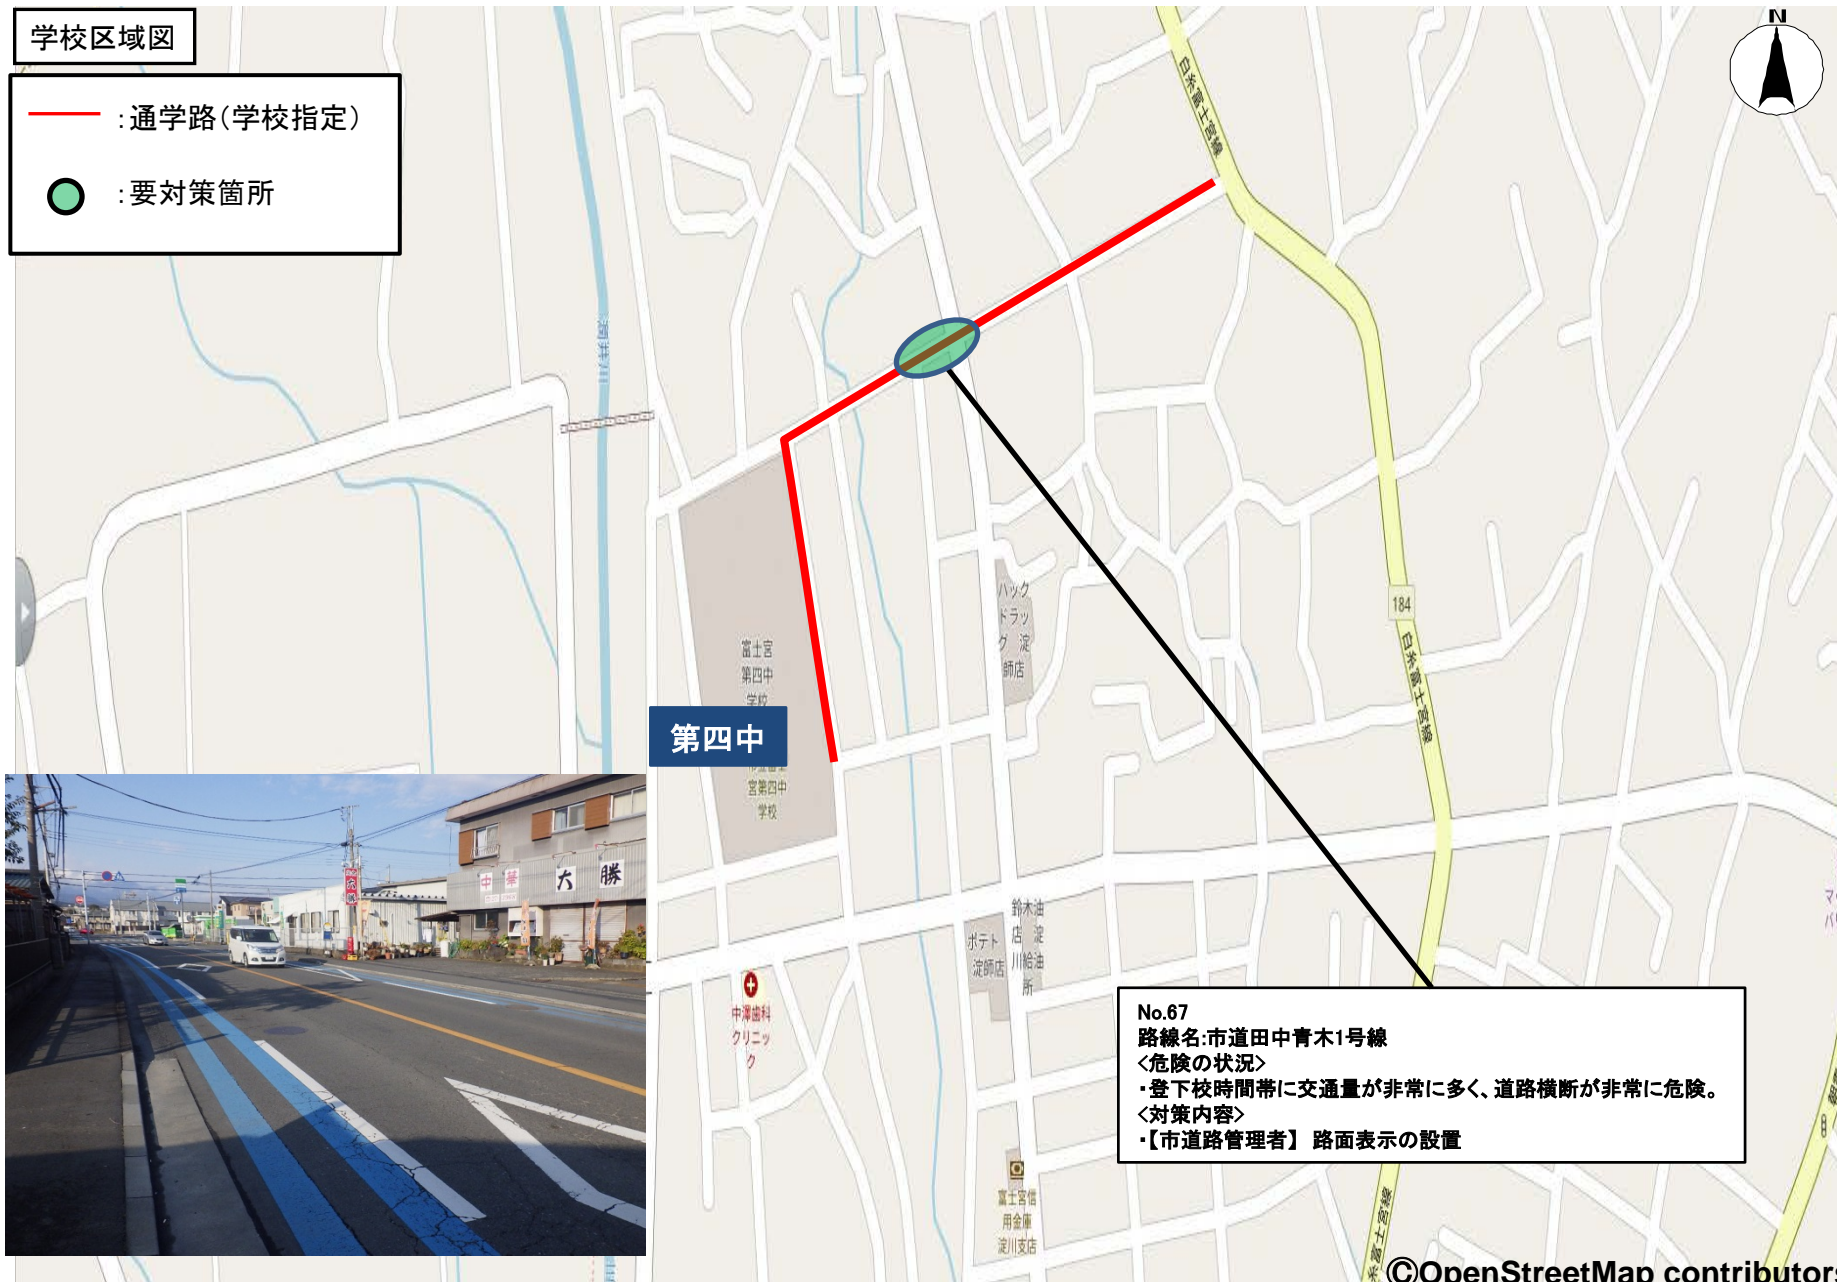 学校区域図
N
:通学路(学校指定)
:要対策箇所
白糸富士宮線
潤井川
184
白糸富士宮線
ハック
ドラッ
グ 淀
師店
富士宮
第四中
学校
第四中
宮第四中
学校
中華
大勝
鈴木油
店 淀
川給油
所
ポテト
淀師店
中澤歯科
クリニッ
ク
No.67
路線名:市道田中青木1号線
<危険の状況>
・登下校時間帯に交通量が非常に多く、道路横断が非常に危険。
<対策内容>
・【市道路管理者】 路面表示の設置
富士宮信
用金庫
淀川支店
糸富士宮線
©OpenStreetMap contributors